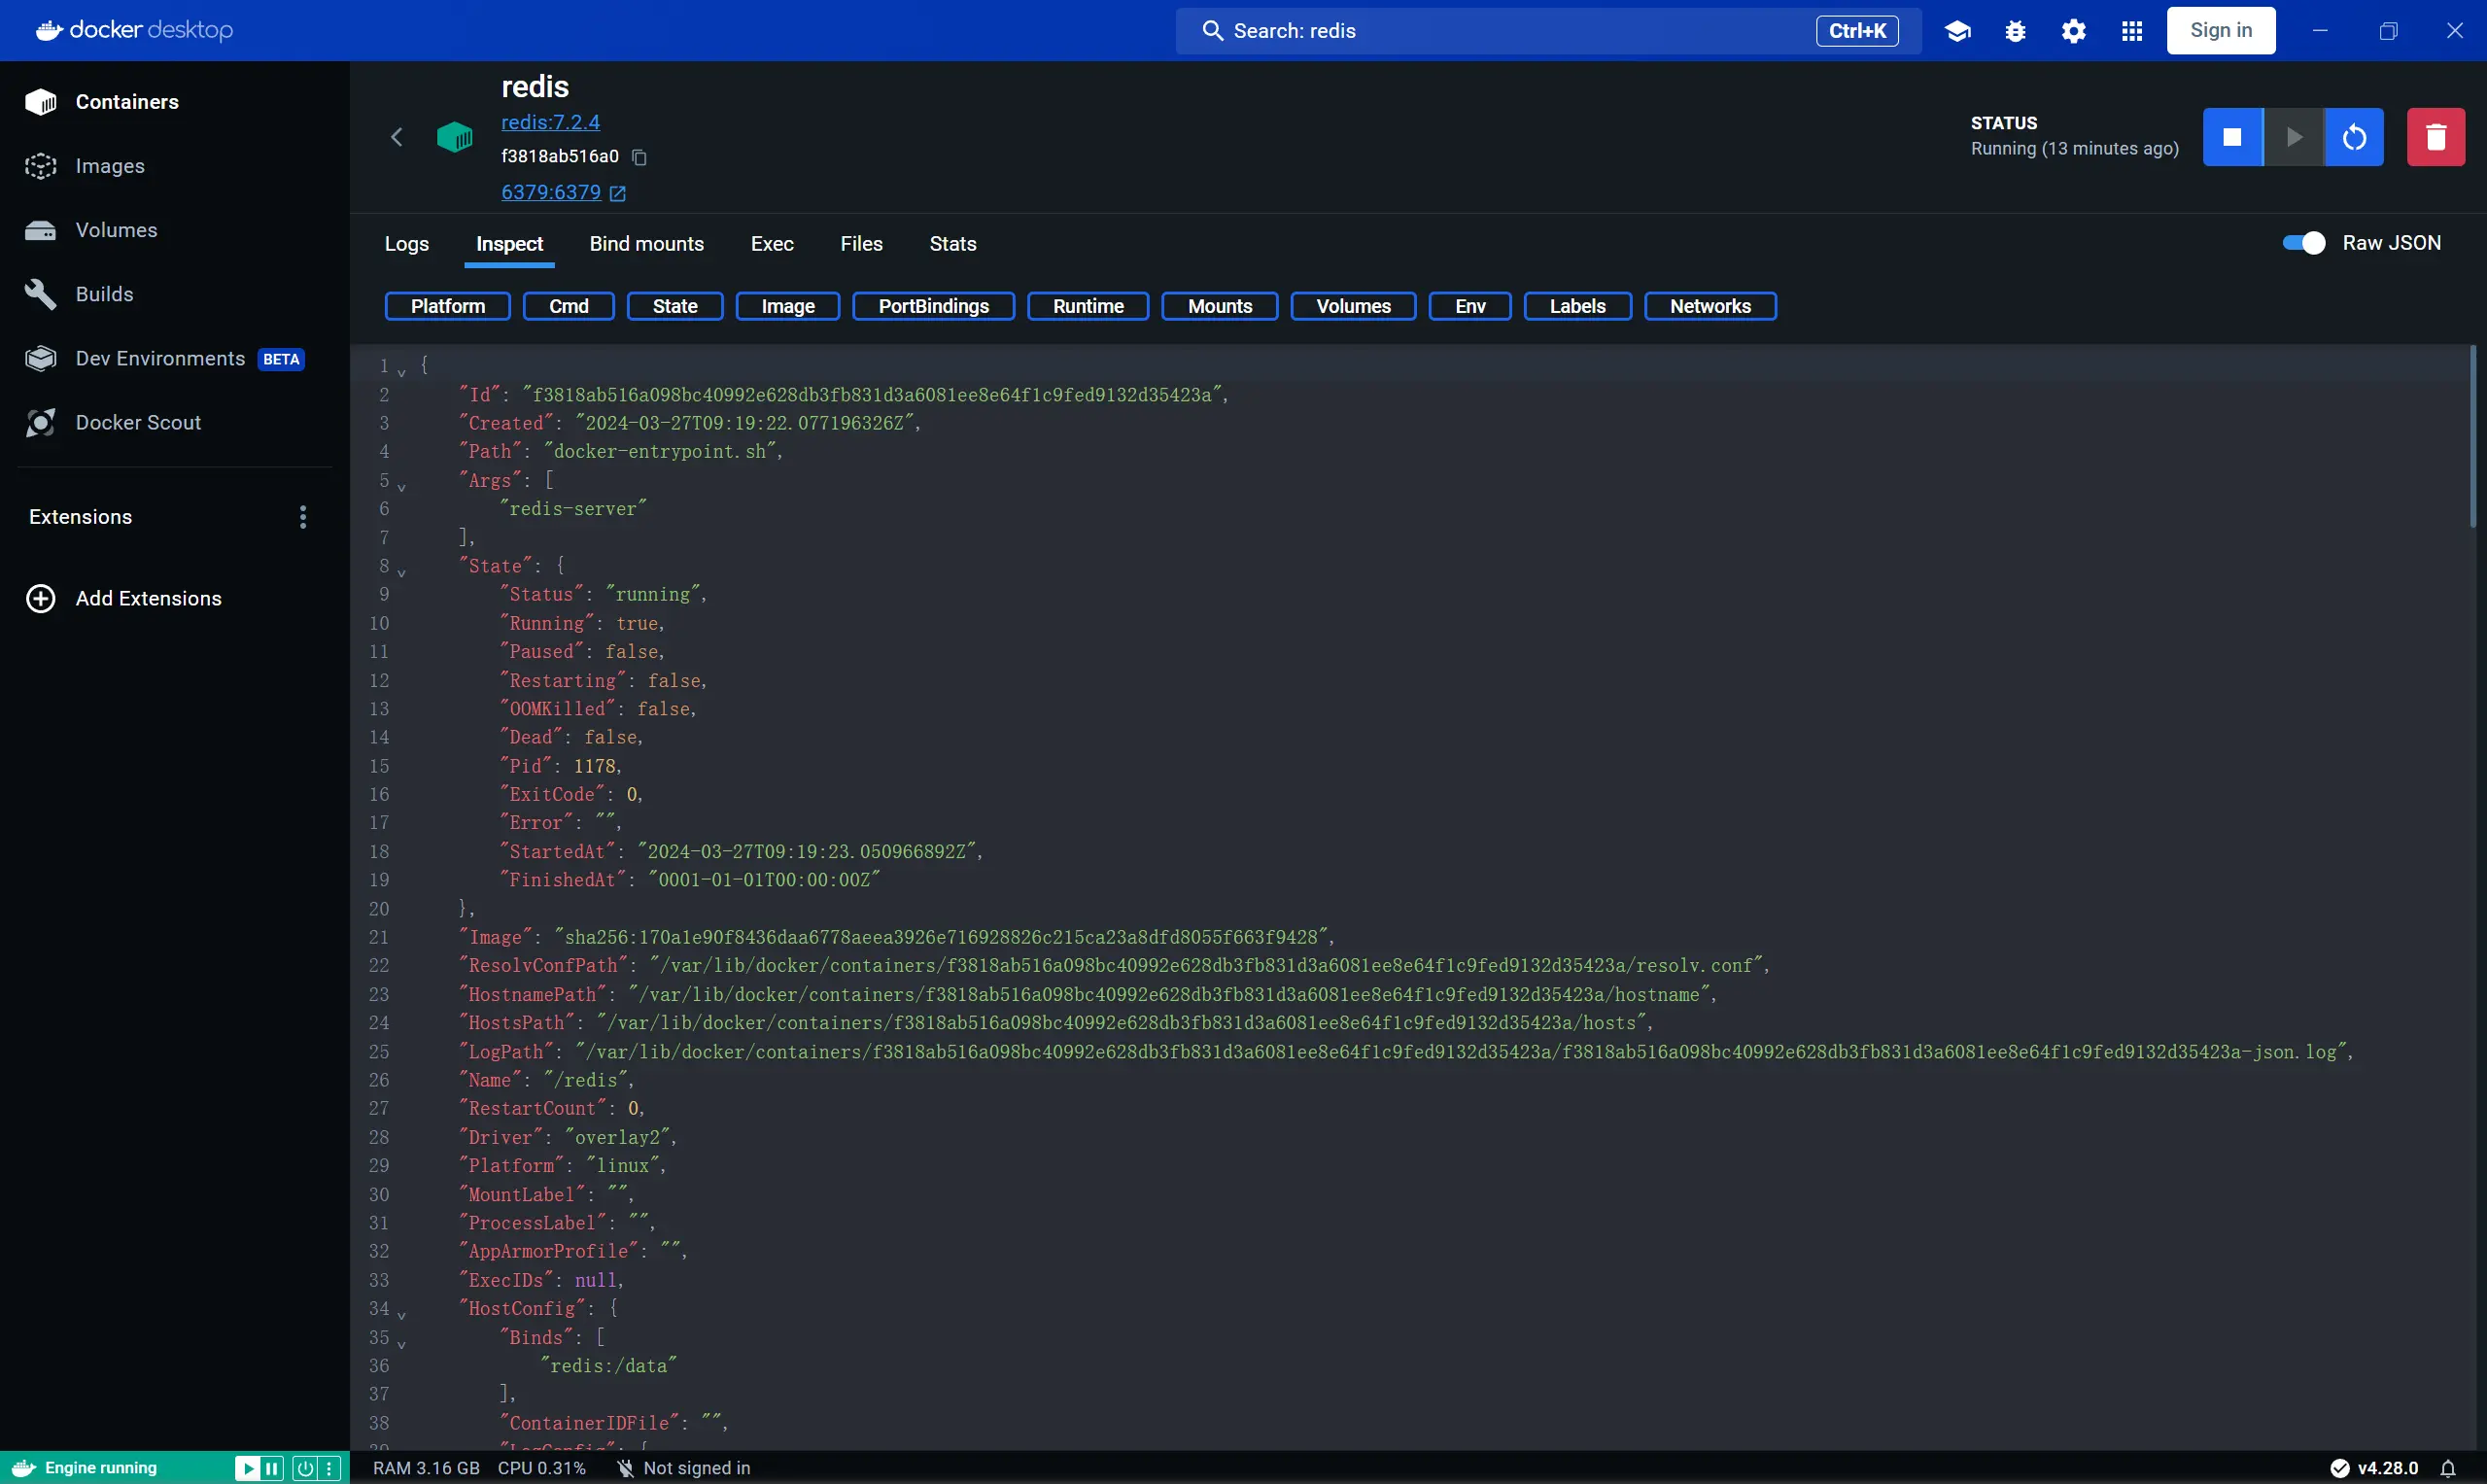 docker desktop
Search: redis
Ctrl+K
Sign in
Containers
Images
Volumes
Builds
Dev Environments BETA
Docker Scout
Extensions
Add Extensions
redis
redis:7.2.4
f3818ab516a0
6379:6379
STATUS
Running (13 minutes ago)
Logs Inspect Bind mounts Exec Files Stats
Raw JSON
Platform Cmd State Image PortBindings Runtime Mounts Volumes Env Labels Networks
1 {
2 "Id": "f3818ab516a098bc40992e628db3fb831d3a6081ee8e64f1c9fed9132d35423a",
3 "Created": "2024-03-27T09:19:22.077196326Z",
4 "Path": "docker-entrypoint.sh",
5 "Args": [
6 "redis-server"
7 ],
8 "State": {
9 "Status": "running",
10 "Running": true,
11 "Paused": false,
12 "Restarting": false,
13 "OOMKilled": false,
14 "Dead": false,
15 "Pid": 1178,
16 "ExitCode": 0,
17 "Error": "",
18 "StartedAt": "2024-03-27T09:19:23.050966892Z",
19 "FinishedAt": "0001-01-01T00:00:00Z"
20 },
21 "Image": "sha256:170a1e90f8436daa6778aeea3926e716928826c215ca23a8dfd8055f663f9428",
22 "ResolvConfPath": "/var/lib/docker/containers/f3818ab516a098bc40992e628db3fb831d3a6081ee8e64f1c9fed9132d35423a/resolv.conf",
23 "HostnamePath": "/var/lib/docker/containers/f3818ab516a098bc40992e628db3fb831d3a6081ee8e64f1c9fed9132d35423a/hostname",
24 "HostsPath": "/var/lib/docker/containers/f3818ab516a098bc40992e628db3fb831d3a6081ee8e64f1c9fed9132d35423a/hosts",
25 "LogPath": "/var/lib/docker/containers/f3818ab516a098bc40992e628db3fb831d3a6081ee8e64f1c9fed9132d35423a/f3818ab516a098bc40992e628db3fb831d3a6081ee8e64f1c9fed9132d35423a-json.log",
26 "Name": "/redis",
27 "RestartCount": 0,
28 "Driver": "overlay2",
29 "Platform": "linux",
30 "MountLabel": "",
31 "ProcessLabel": "",
32 "AppArmorProfile": "",
33 "ExecIDs": null,
34 "HostConfig": {
35 "Binds": [
36 "redis:/data"
37 ],
38 "ContainerIDFile": "",
39 "LogConfig": {
Engine running
RAM 3.16 GB CPU 0.31% Not signed in
v4.28.0